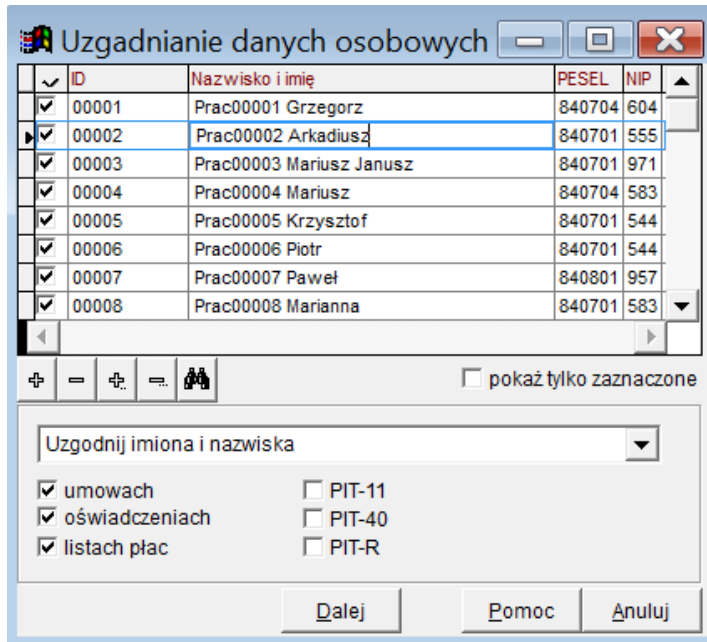 Uzgadnianie danych osobowych
ID Nazwisko i imię PESEL NIP
00001 Prac00001 Grzegorz 840704 604
00002 Prac00002 Arkadiusz 840701 555
00003 Prac00003 Mariusz Janusz 840701 971
00004 Prac00004 Mariusz 840704 583
00005 Prac00005 Krzysztof 840701 544
00006 Prac00006 Piotr 840701 544
00007 Prac00007 Paweł 840801 957
00008 Prac00008 Marianna 840701 583
pokaż tylko zaznaczone
Uzgodnij imiona i nazwiska
umowach PIT-11
oświadczeniach PIT-40
listach płac PIT-R
Dalej Pomoc Anuluj